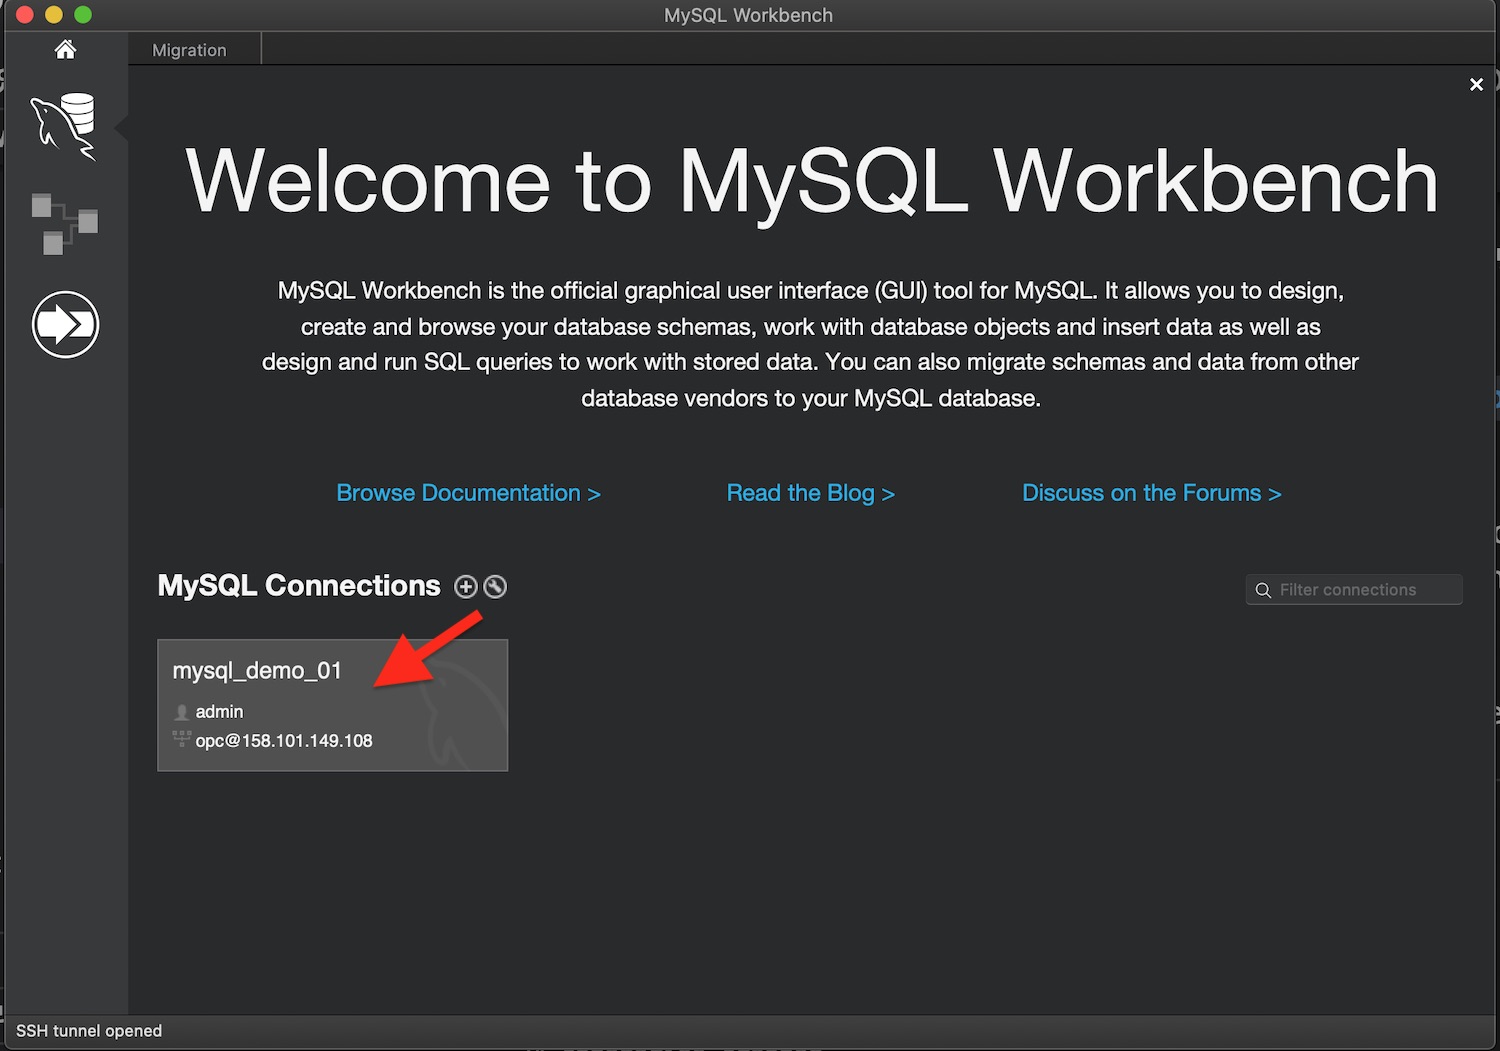 MySQL Workbench
Migration
Welcome to MySQL Workbench
MySQL Workbench is the official graphical user interface (GUI) tool for MySQL. It allows you to design,
create and browse your database schemas, work with database objects and insert data as well as
design and run SQL queries to work with stored data. You can also migrate schemas and data from other
database vendors to your MySQL database.
Browse Documentation >
Read the Blog >
Discuss on the Forums >
MySQL Connections
Filter connections
mysql_demo_01
admin
opc@158.101.149.108
SSH tunnel opened